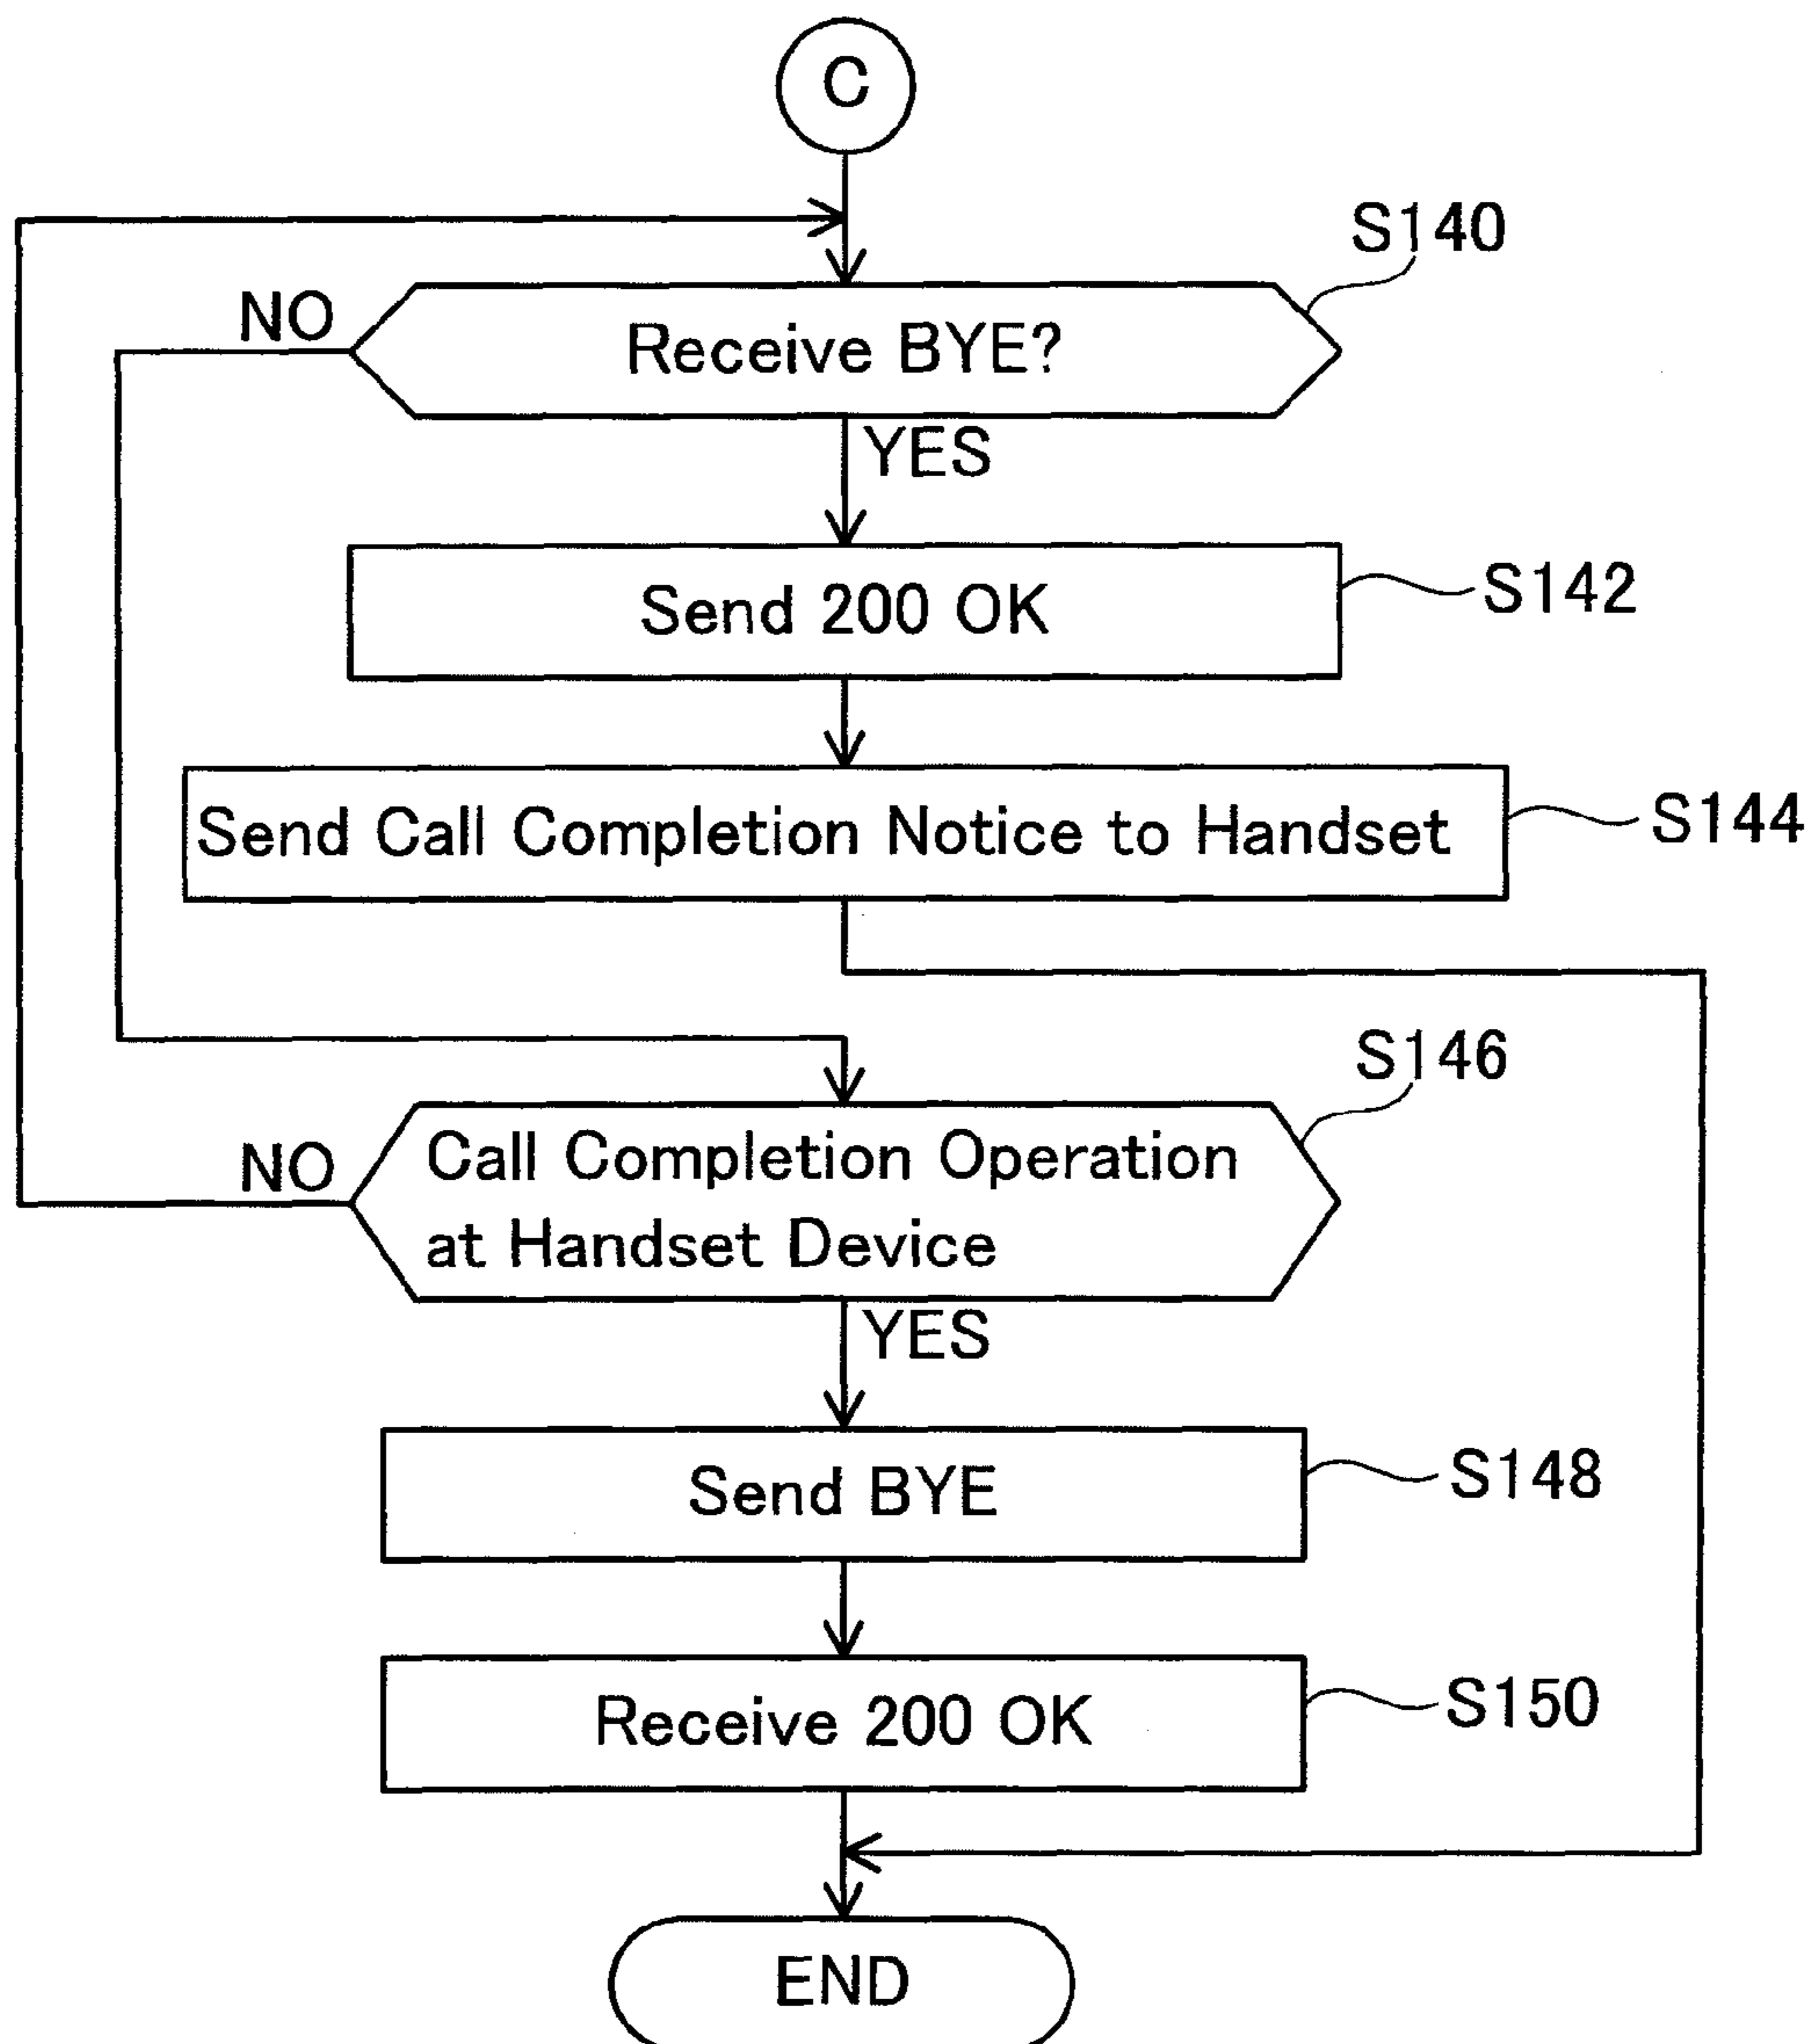 C
S140
NO
Receive BYE?
YES
Send 200 OK
S142
Send Call Completion Notice to Handset
S144
S146
NO
Call Completion Operation
at Handset Device
YES
Send BYE
S148
Receive 200 OK
S150
END